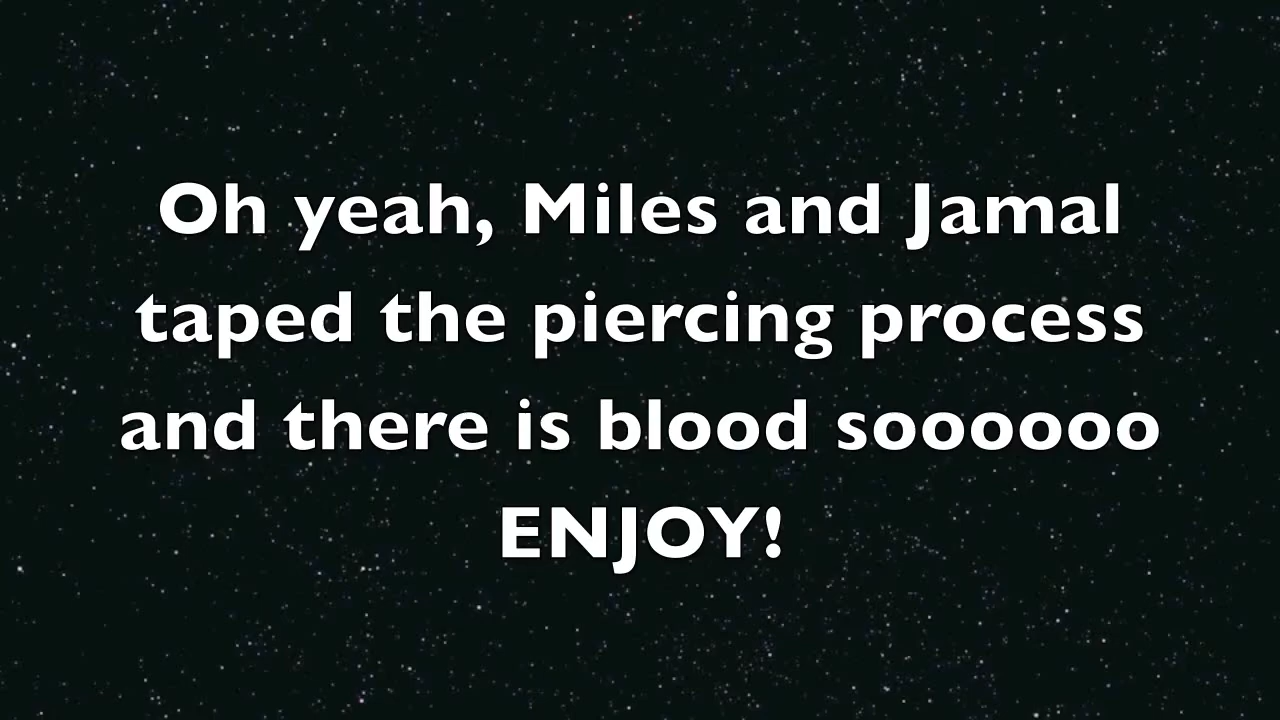 Oh yeah, Miles and Jamal
taped the piercing process
and there is blood soooooo
ENJOY!